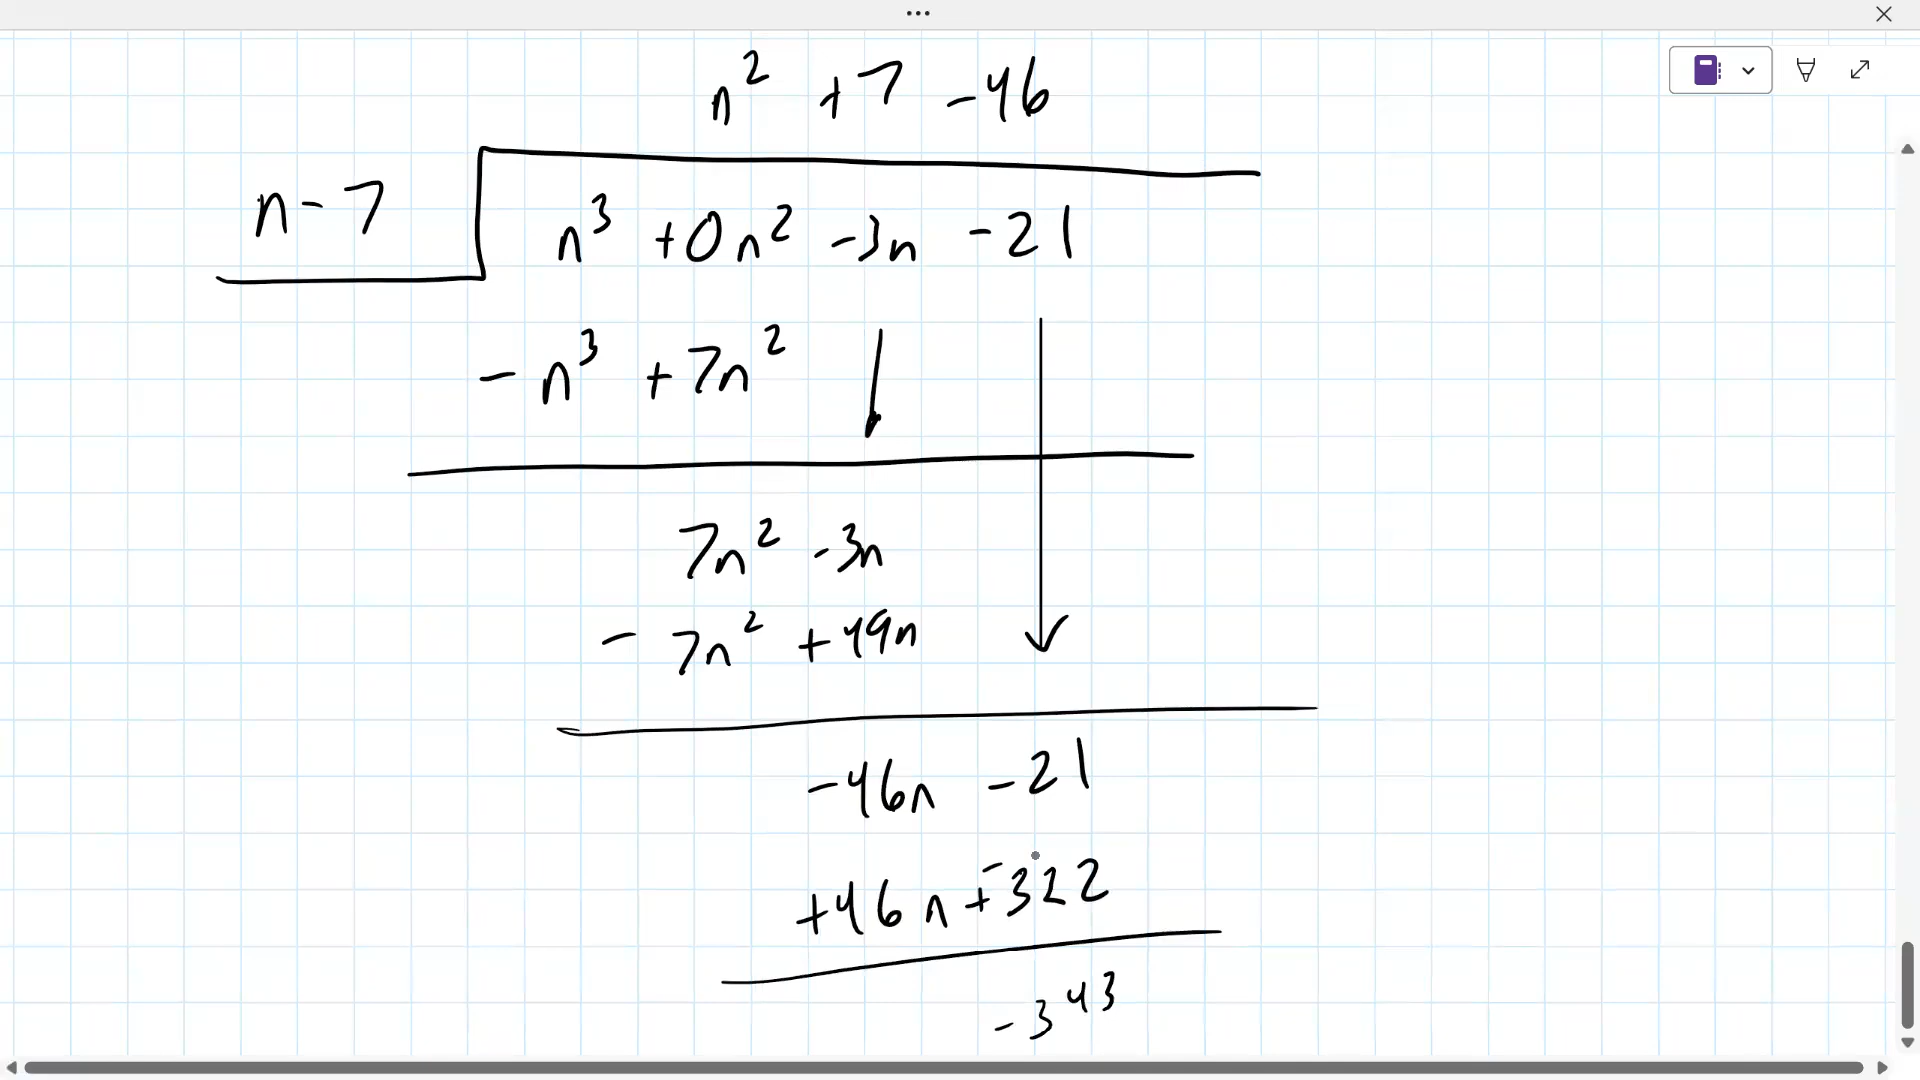 n² +7 -46
n-7 n³ +0n² -3n -21
- n³ +7n²
7n² -3n
- 7n² +49n
-46n -21
+46n +-322
-343